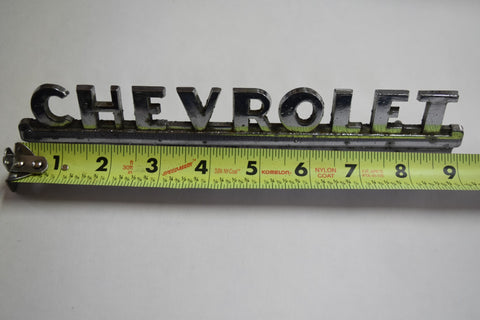 CHEVROLET
1 2 3 4 5 6 7 8 9
KOMELON
NYLON
COAT